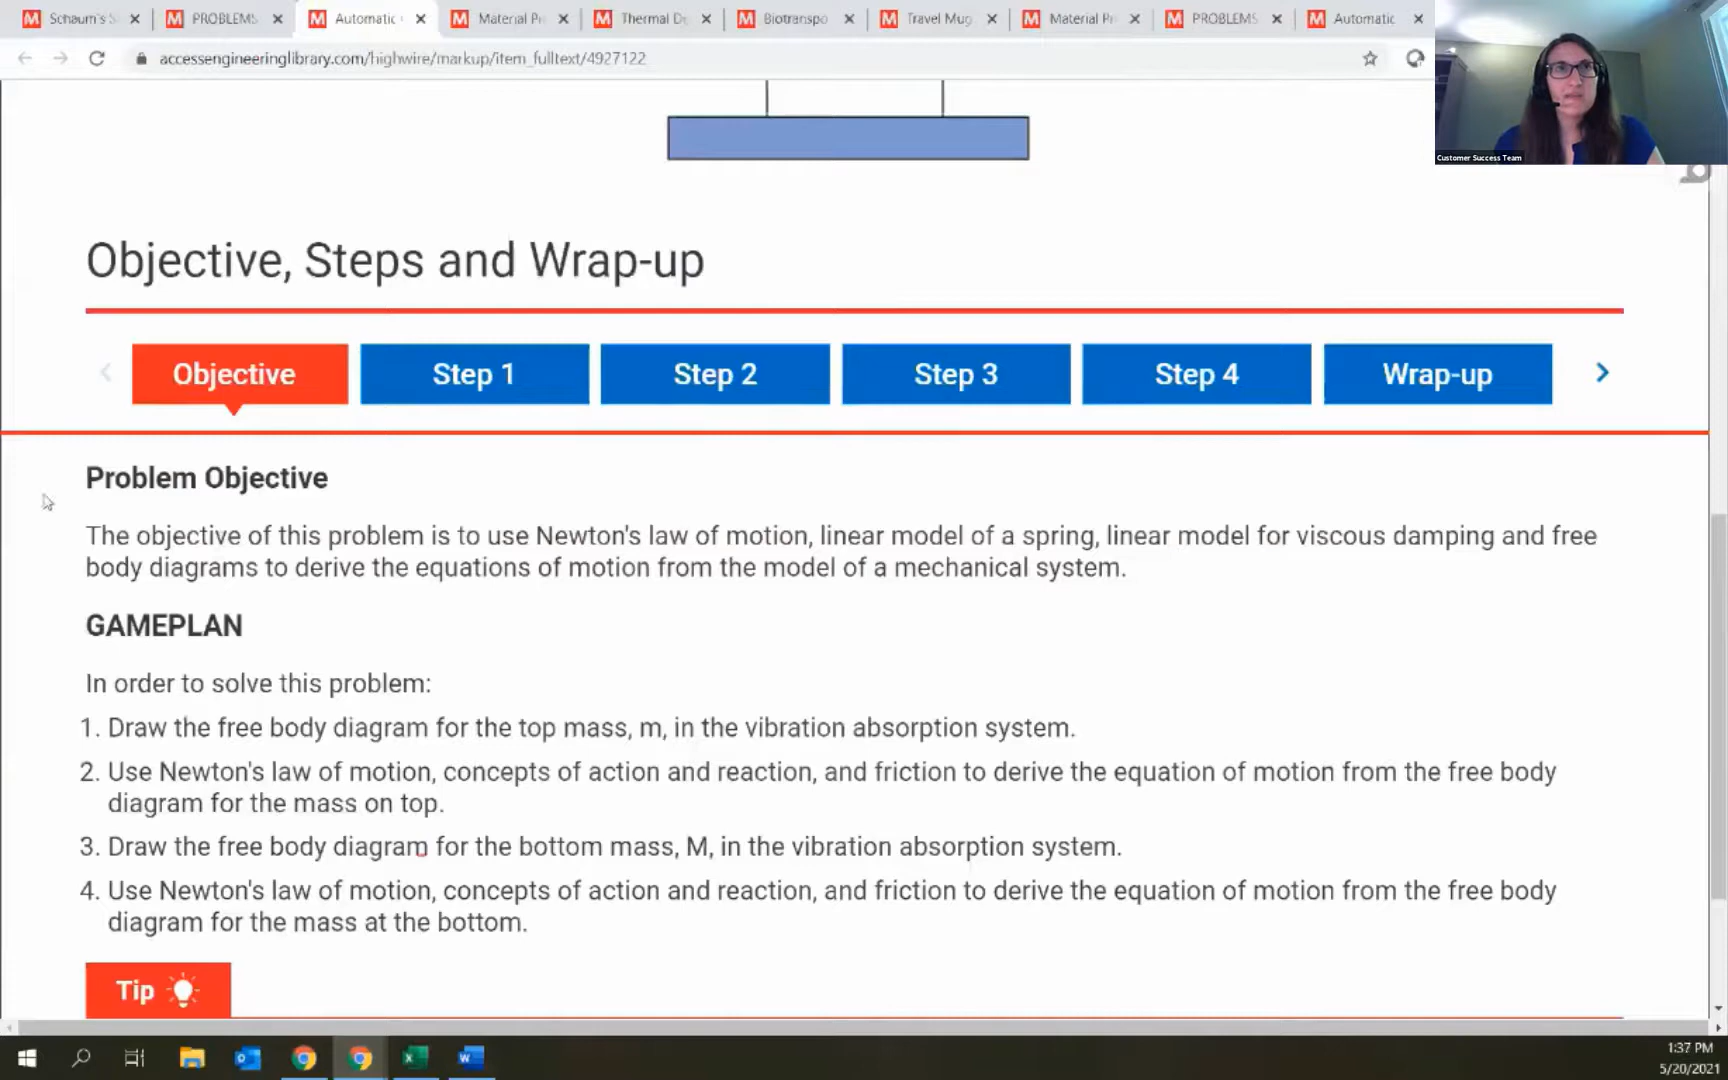 Schaum's S
PROBLEMS
Automatic
Material Pr
Thermal De
Biotranspo
Travel Mug
Material Pr
PROBLEMS
Automatic
accessengineeringlibrary.com/highwire/markup/item_fulltext/4927122
Customer Success Team
Objective, Steps and Wrap-up
Objective
Step 1
Step 2
Step 3
Step 4
Wrap-up
Problem Objective
The objective of this problem is to use Newton's law of motion, linear model of a spring, linear model for viscous damping and free
body diagrams to derive the equations of motion from the model of a mechanical system.
GAMEPLAN
In order to solve this problem:
1. Draw the free body diagram for the top mass, m, in the vibration absorption system.
2. Use Newton's law of motion, concepts of action and reaction, and friction to derive the equation of motion from the free body
diagram for the mass on top.
3. Draw the free body diagram for the bottom mass, M, in the vibration absorption system.
4. Use Newton's law of motion, concepts of action and reaction, and friction to derive the equation of motion from the free body
diagram for the mass at the bottom.
Tip
1:37 PM
5/20/2021